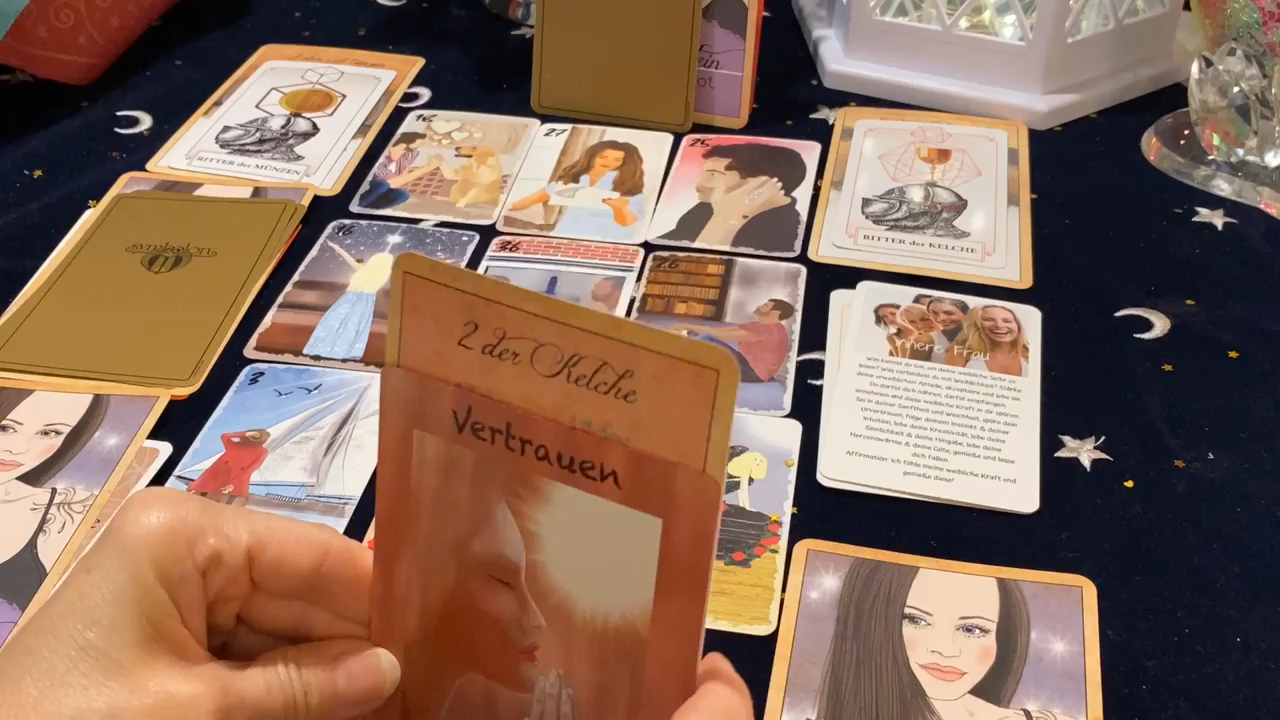 ein
ot
RITTER der MÜNZEN
18
27
25
RITTER der KELCHE
symbolon
16
36
26
2 der Kelche
Vertrauen
3
Innere Frau
Was kannst du tun, um deine weibliche Seite zu
leben? Was verbindest du mit Weiblichkeit? Stärke
deine urweiblichen Anteile, akzeptiere und lebe sie.
Du darfst dich nähren, darfst empfangen,
annehmen und diese weibliche Kraft in dir spüren.
Sei in deiner Sanftheit und Weichheit, spüre dein
Urvertrauen, folge deinem Instinkt & deiner
Intuition, lebe deine Kreativität, lebe deine
Sinnlichkeit & deine Hingabe, lebe deine
Herzenswärme & deine Güte, genieße und lasse
dich fallen.
Affirmation: Ich fühle meine weibliche Kraft und
genieße diese!